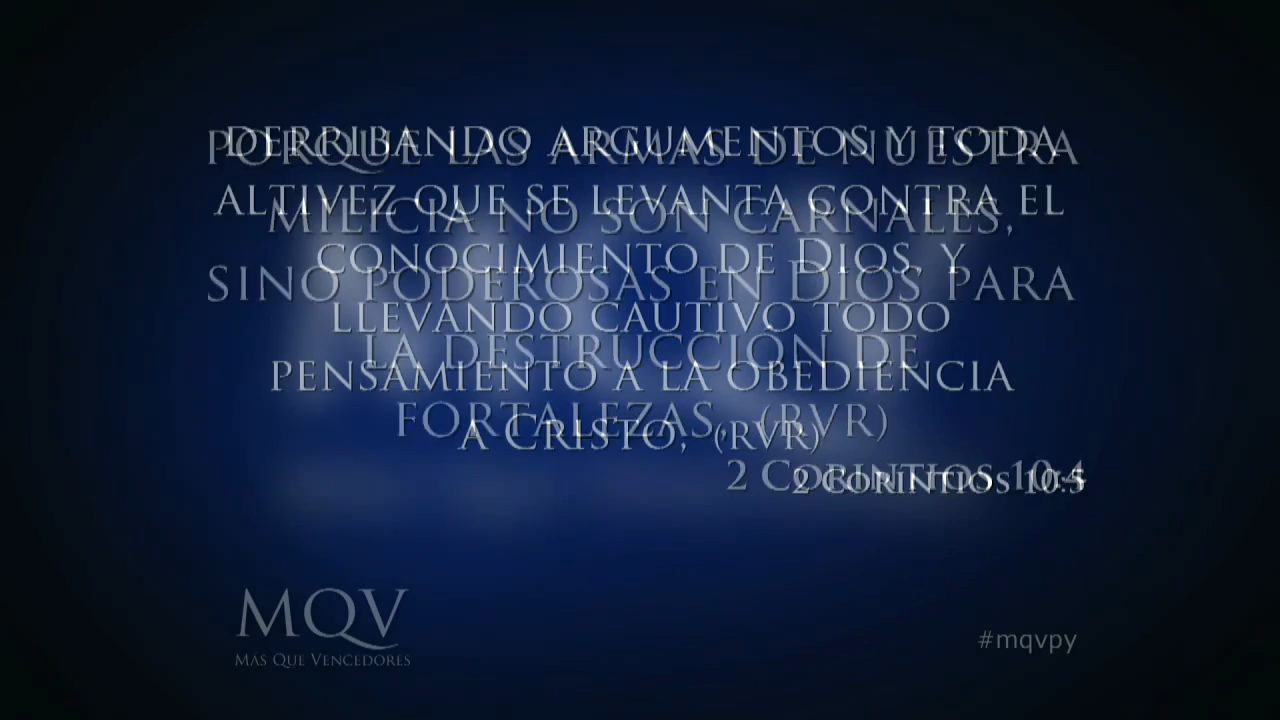 PORQUE LAS ARMAS DE NUESTRA
MILICIA NO SON CARNALES,
SINO PODEROSAS EN DIOS PARA
LA DESTRUCCIÓN DE
FORTALEZAS, (RVR)
2 CORINTIOS 10:4
DERRIBANDO ARGUMENTOS Y TODA
ALTIVEZ QUE SE LEVANTA CONTRA EL
CONOCIMIENTO DE DIOS, Y
LLEVANDO CAUTIVO TODO
PENSAMIENTO A LA OBEDIENCIA
A CRISTO, (RVR)
2 CORINTIOS 10:5
MQV
MÁS QUE VENCEDORES
#mqvpy